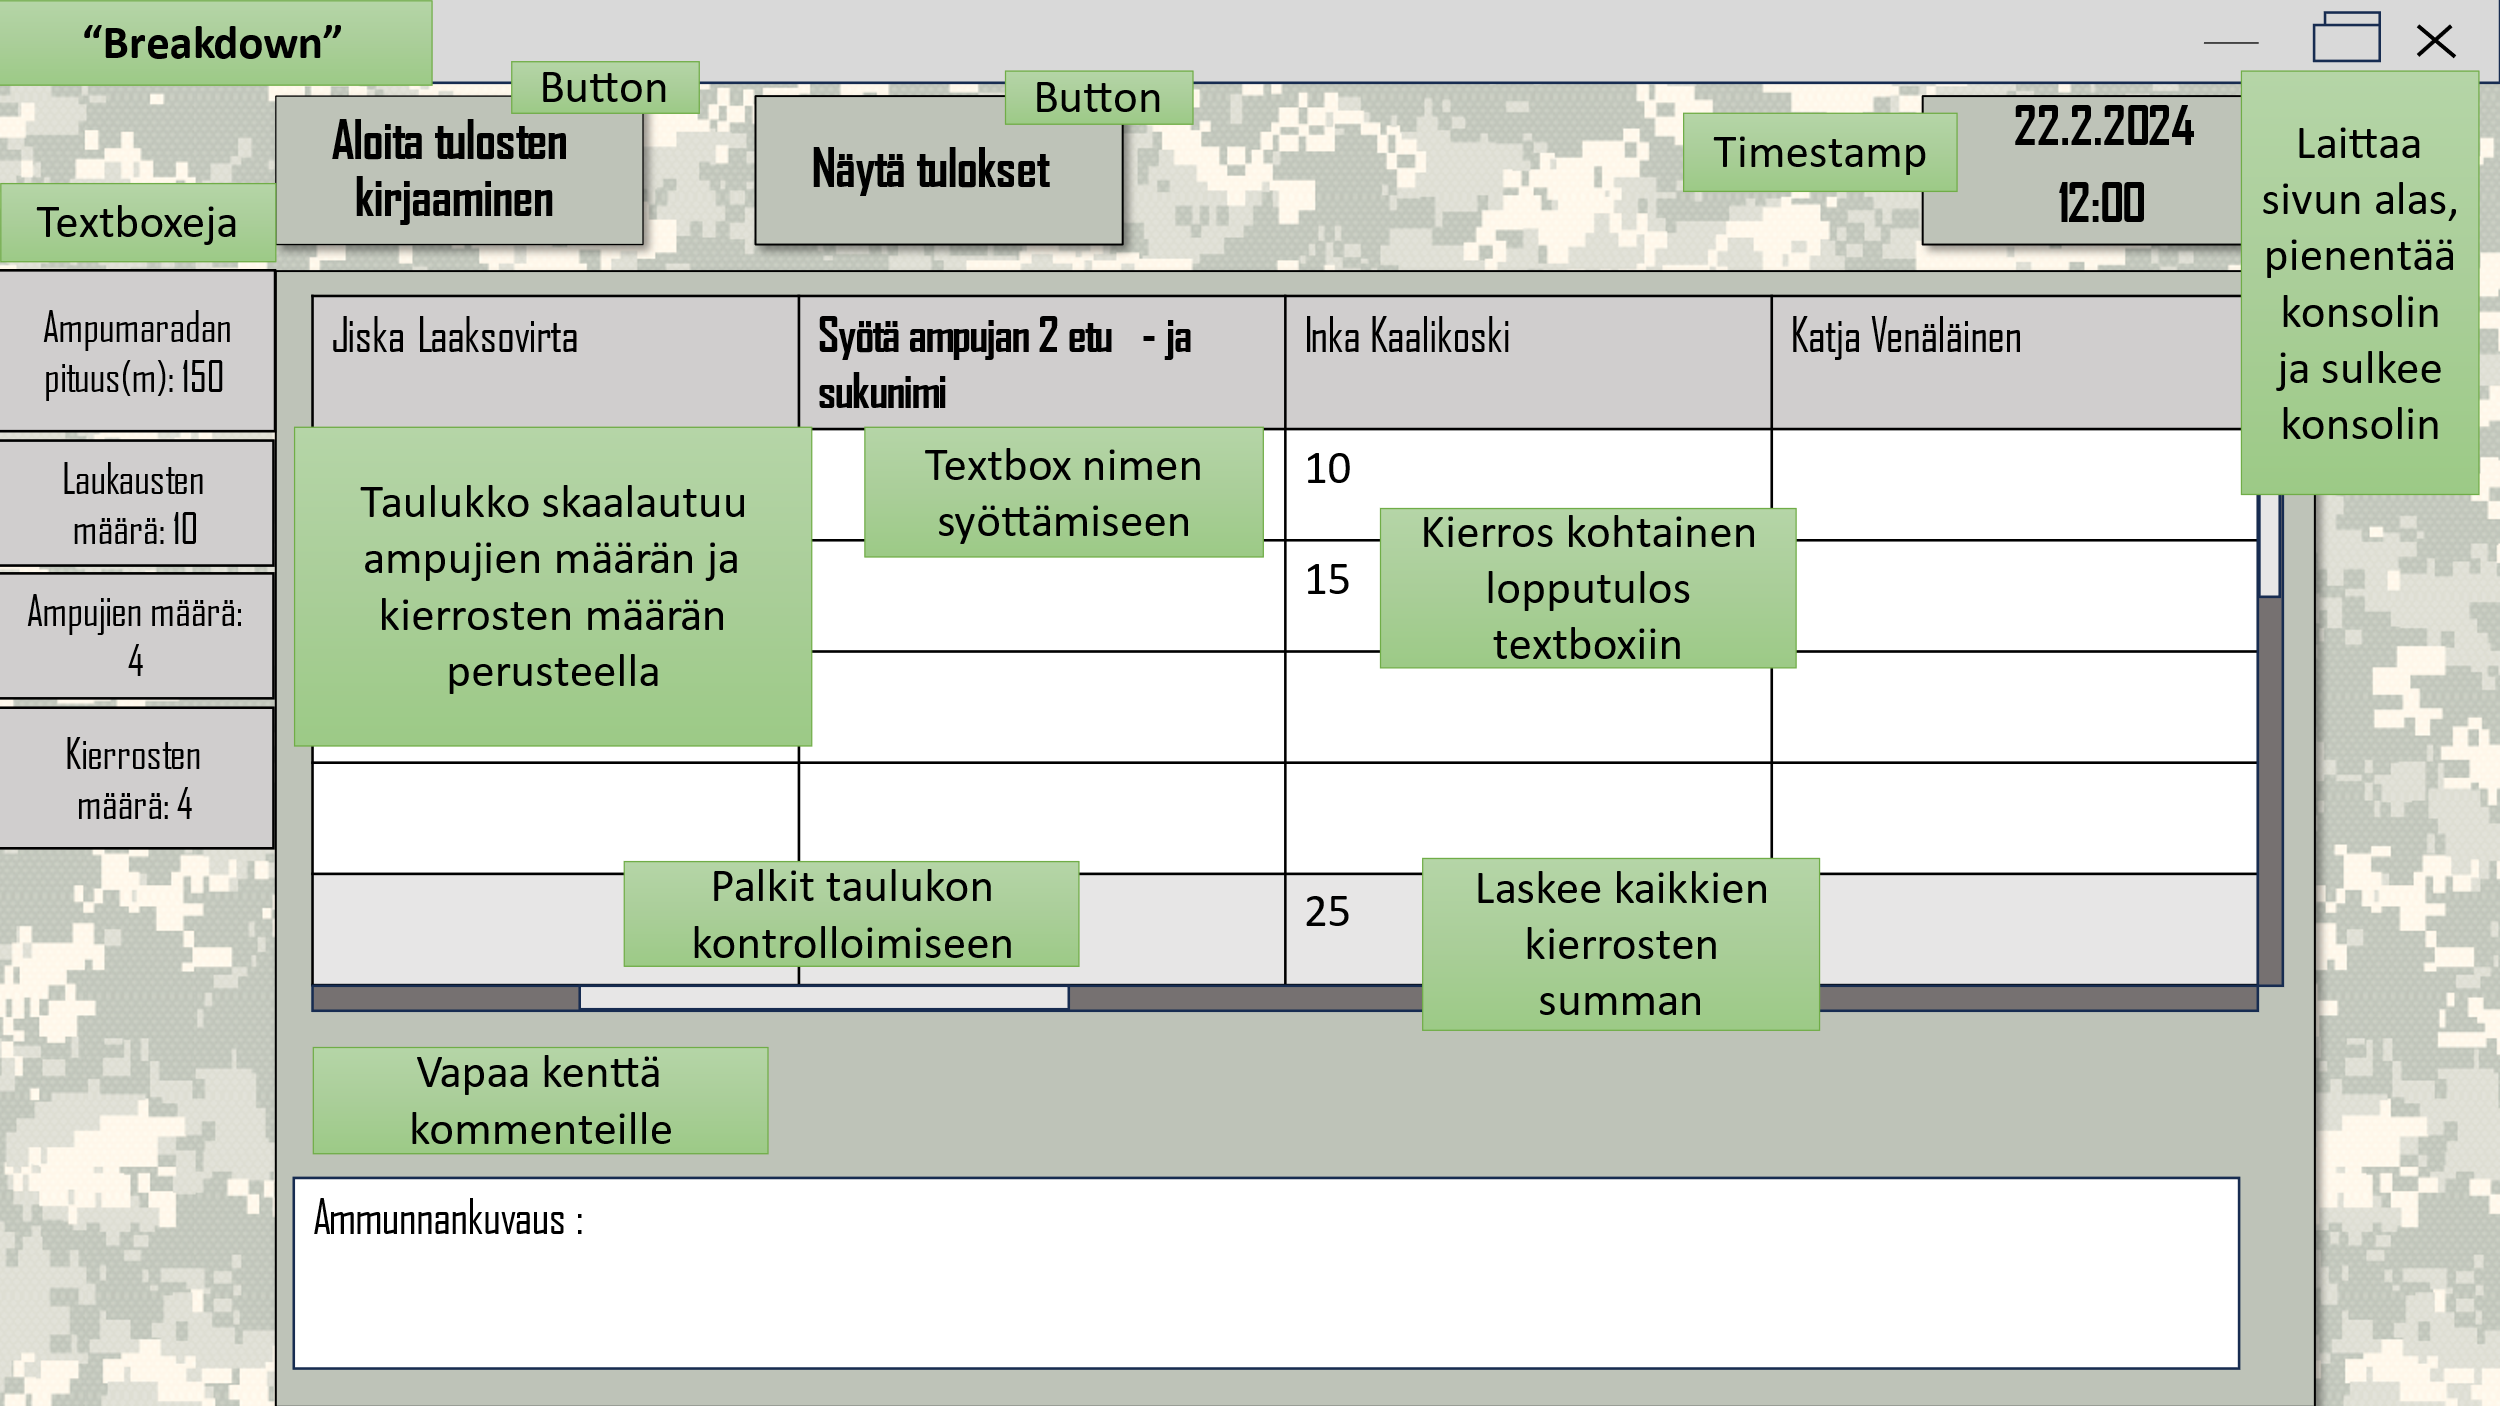 “Breakdown”
Button
Button
Aloita tulosten
kirjaaminen
Näytä tulokset
Timestamp
22.2.2024
12:00
Laittaa
sivun alas,
pienentää
konsolin
ja sulkee
konsolin
Textboxeja
Ampumaradan
pituus(m): 150
Laukausten
määrä: 10
Ampujien määrä:
4
Kierrosten
määrä: 4
Jiska Laaksovirta
Syötä ampujan 2 etu - ja
sukunimi
Inka Kaalikoski
Katja Venäläinen
Taulukko skaalautuu
ampujien määrän ja
kierrosten määrän
perusteella
Textbox nimen
syöttämiseen
10
15
Kierros kohtainen
lopputulos
textboxiin
Palkit taulukon
kontrolloimiseen
25
Laskee kaikkien
kierrosten
summan
Vapaa kenttä
kommenteille
Ammunnankuvaus :